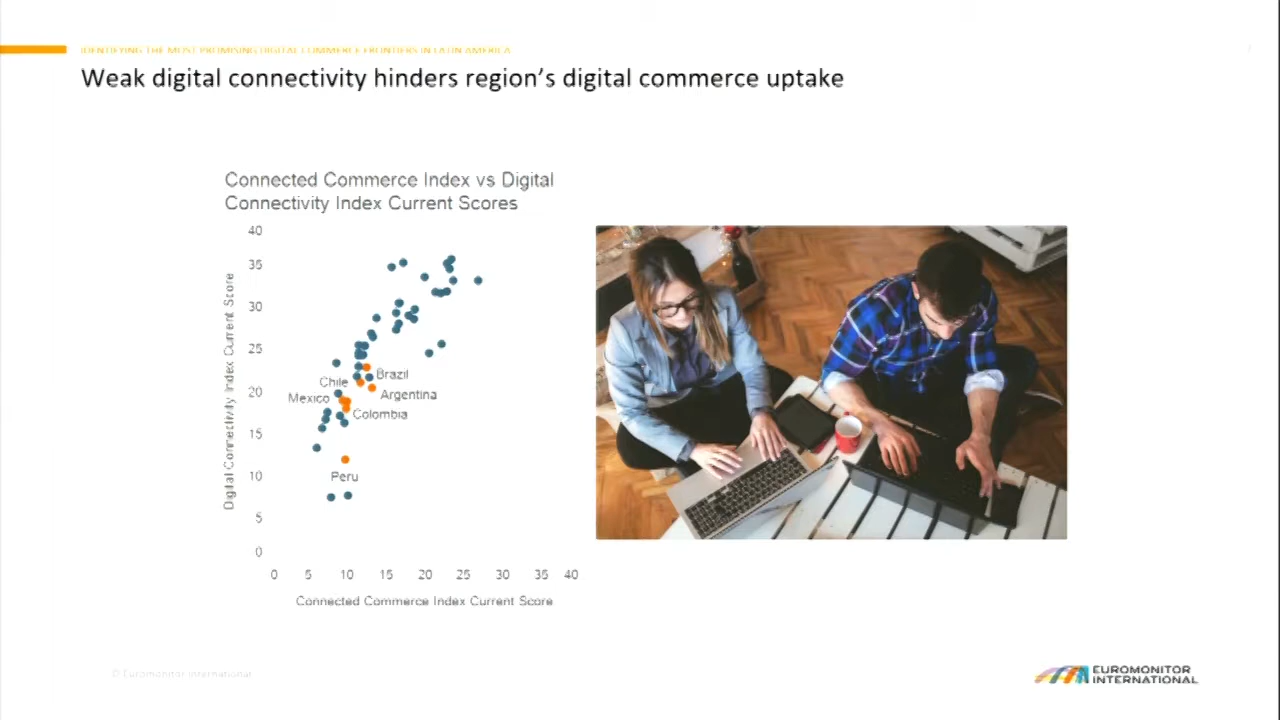 IDENTIFYING THE MOST PROMISING DIGITAL COMMERCE FRONTIERS IN LATIN AMERICA
Weak digital connectivity hinders region's digital commerce uptake
Connected Commerce Index vs Digital
Connectivity Index Current Scores
Digital Connectivity Index Current Score
40
35
30
25
20
15
10
5
0
Chile
Brazil
Mexico
Argentina
Colombia
Peru
0 5 10 15 20 25 30 35 40
Connected Commerce Index Current Score
© Euromonitor International
EUROMONITOR
INTERNATIONAL